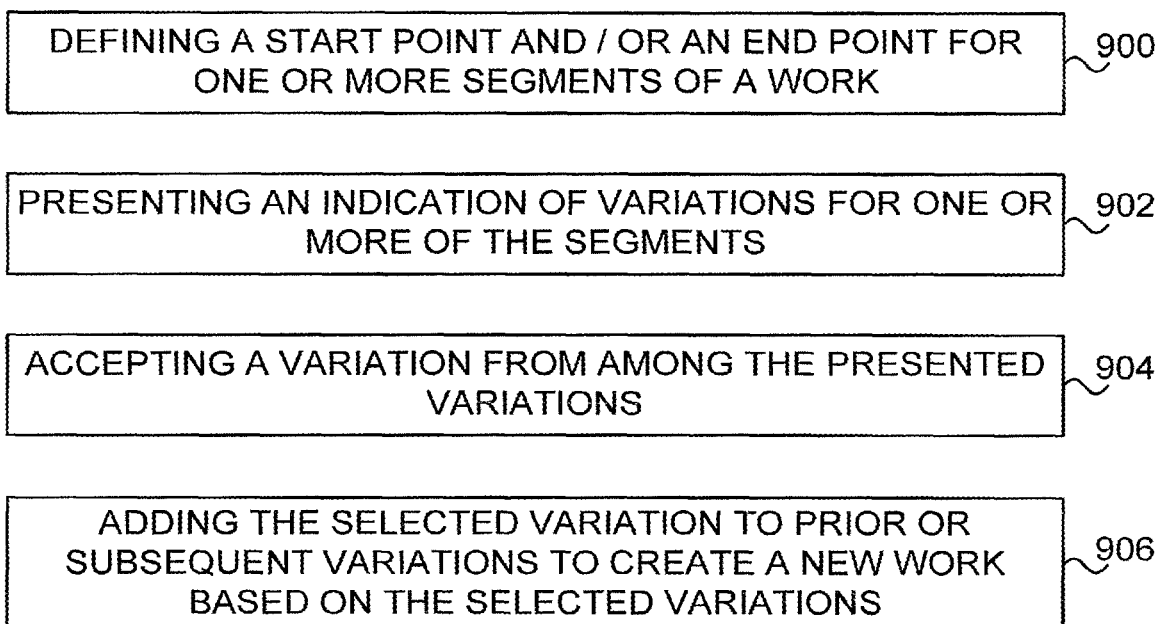 DEFINING A START POINT AND / OR AN END POINT FOR
ONE OR MORE SEGMENTS OF A WORK
900
PRESENTING AN INDICATION OF VARIATIONS FOR ONE OR
MORE OF THE SEGMENTS
902
ACCEPTING A VARIATION FROM AMONG THE PRESENTED
VARIATIONS
904
ADDING THE SELECTED VARIATION TO PRIOR OR
SUBSEQUENT VARIATIONS TO CREATE A NEW WORK
BASED ON THE SELECTED VARIATIONS
906